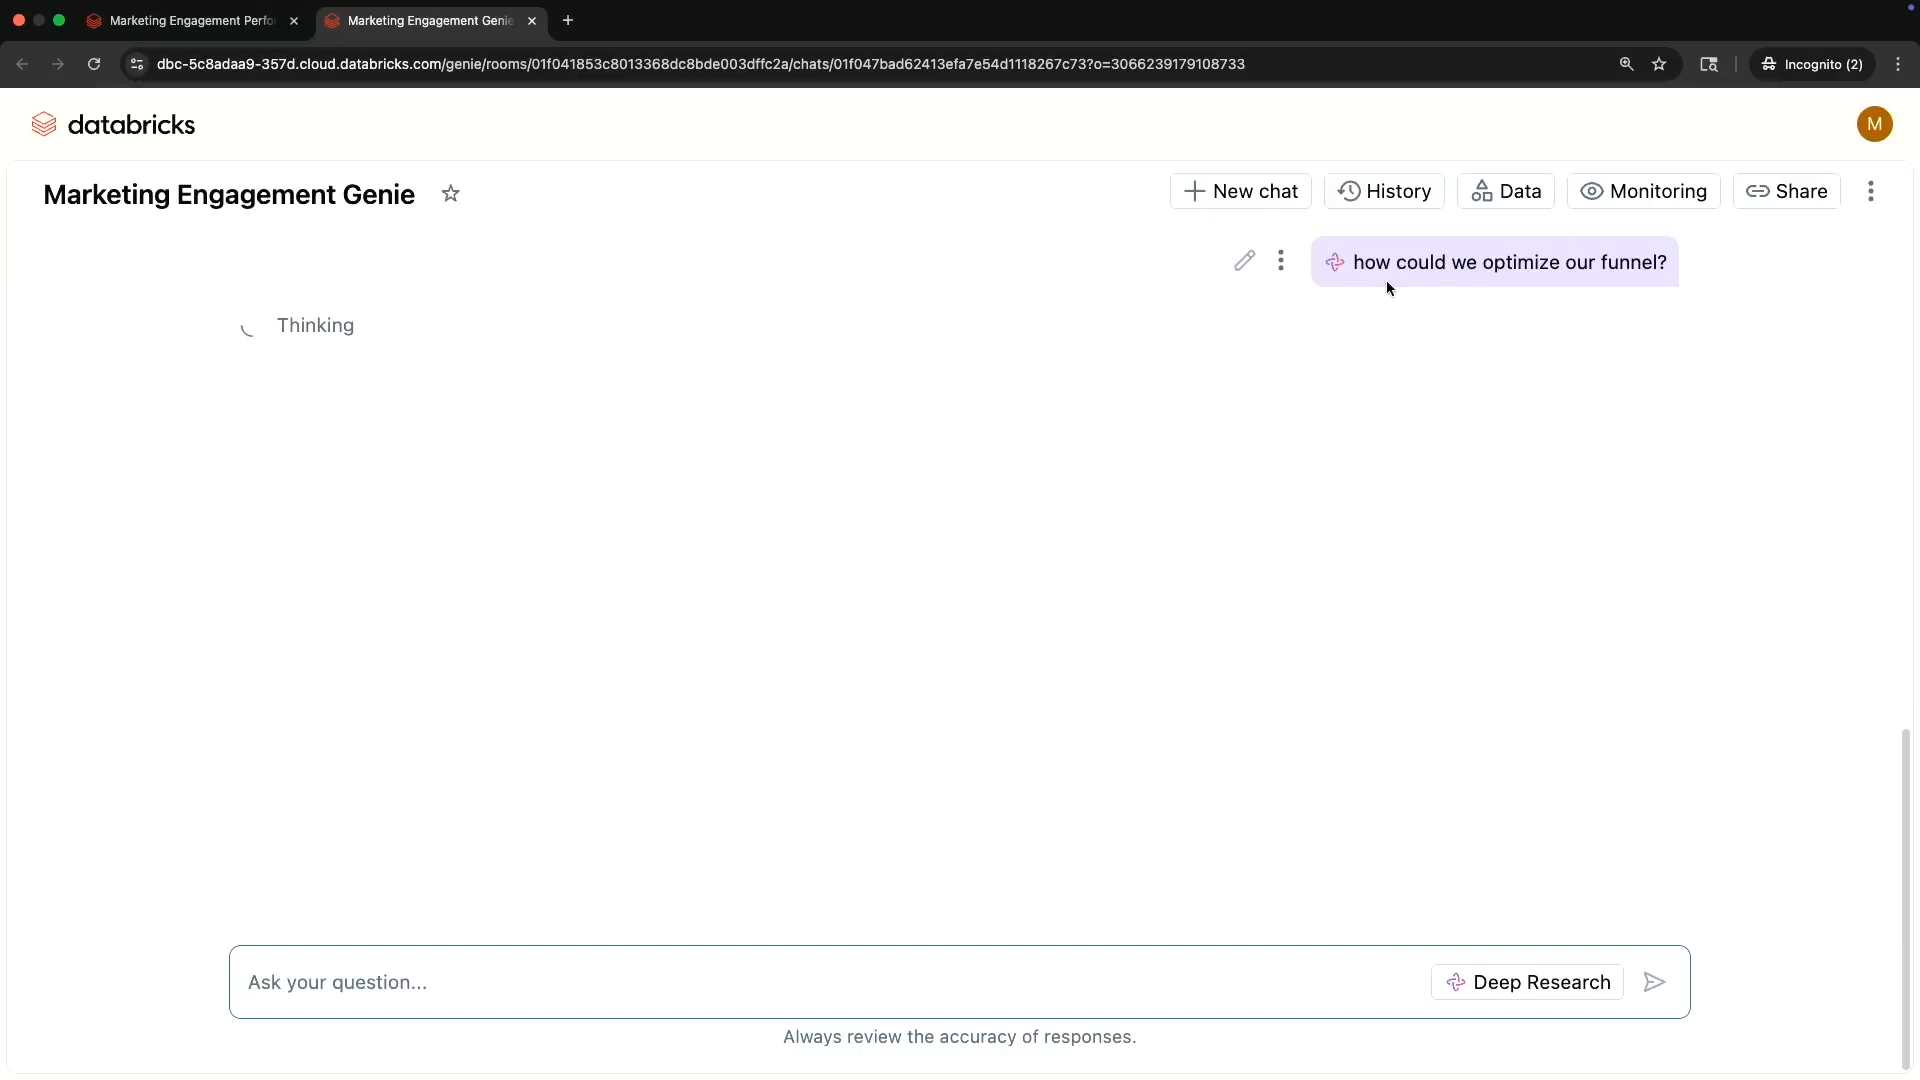 Marketing Engagement Perfo
Marketing Engagement Genie
dbc-5c8adaa9-357d.cloud.databricks.com/genie/rooms/01f041853c8013368dc8bde003dffc2a/chats/01f047bad62413efa7e54d1118267c73?o=3066239179108733
Incognito (2)
databricks
M
Marketing Engagement Genie
New chat
History
Data
Monitoring
Share
how could we optimize our funnel?
Thinking
Ask your question...
Deep Research
Always review the accuracy of responses.